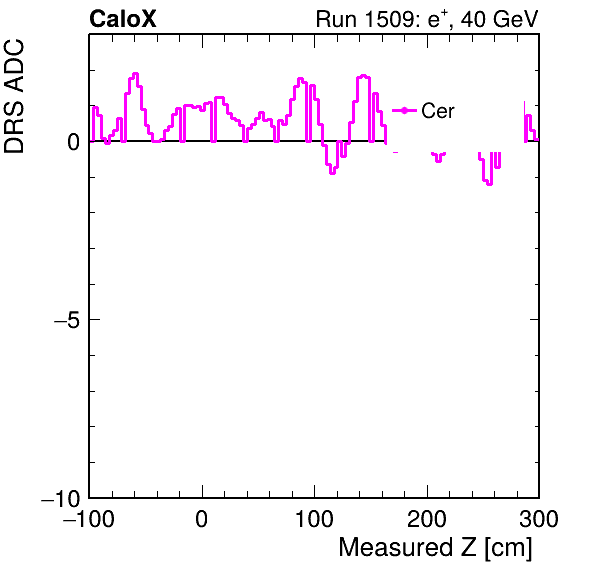 CaloX Run 1509: e⁺, 40 GeV
DRS ADC
Cer
0
−5
−10
−100 0 100 200 300
Measured Z [cm]